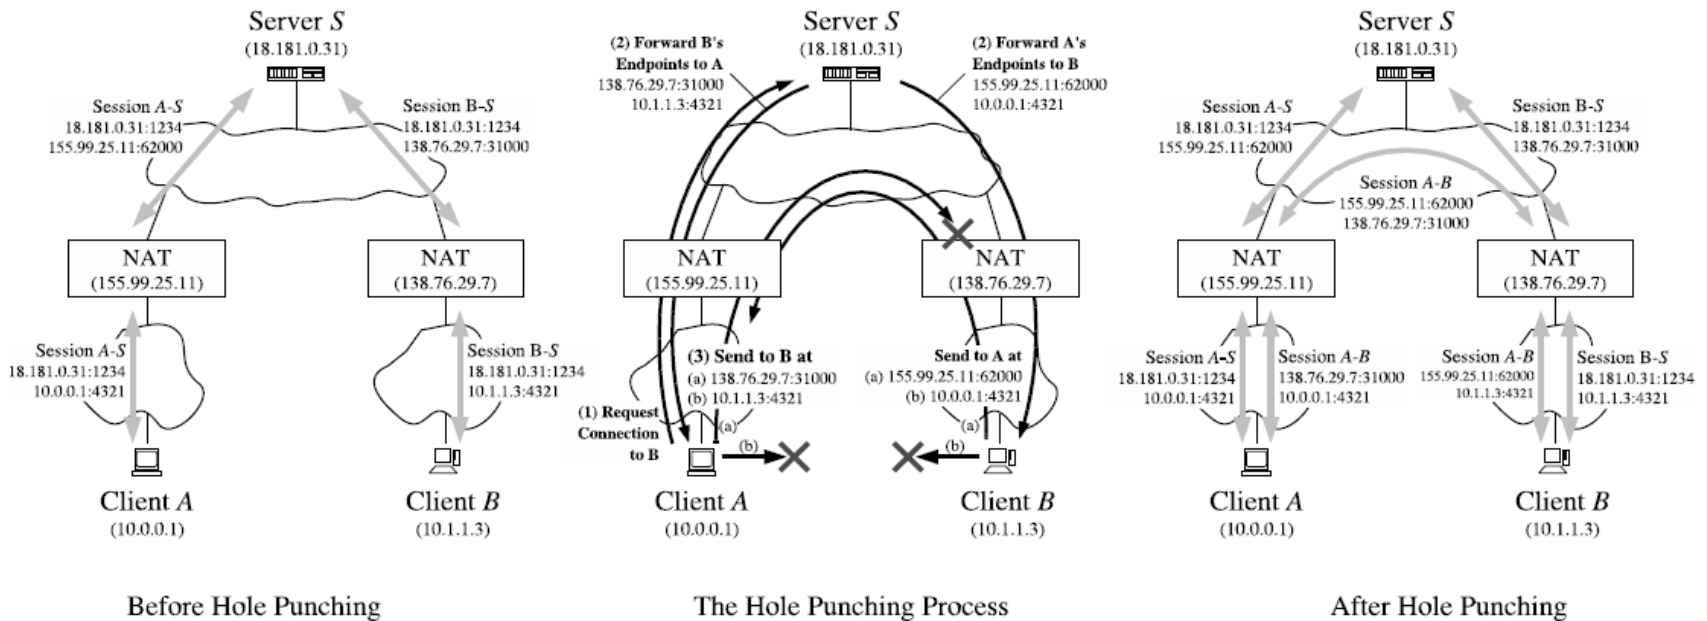 Server S
(18.181.0.31)
Session A-S
18.181.0.31:1234
155.99.25.11:62000
Session B-S
18.181.0.31:1234
138.76.29.7:31000
NAT
(155.99.25.11)
NAT
(138.76.29.7)
Session A-S
18.181.0.31:1234
10.0.0.1:4321
Session B-S
18.181.0.31:1234
10.1.1.3:4321
Client A
(10.0.0.1)
Client B
(10.1.1.3)
Before Hole Punching
Server S
(18.181.0.31)
(2) Forward B's
Endpoints to A
138.76.29.7:31000
10.1.1.3:4321
(2) Forward A's
Endpoints to B
155.99.25.11:62000
10.0.0.1:4321
NAT
(155.99.25.11)
NAT
(138.76.29.7)
(3) Send to B at
(a) 138.76.29.7:31000
(b) 10.1.1.3:4321
Send to A at
(a) 155.99.25.11:62000
(b) 10.0.0.1:4321
(1) Request
Connection
to B
(a)
(b)
(a)
(b)
Client A
(10.0.0.1)
Client B
(10.1.1.3)
The Hole Punching Process
Server S
(18.181.0.31)
Session A-S
18.181.0.31:1234
155.99.25.11:62000
Session B-S
18.181.0.31:1234
138.76.29.7:31000
Session A-B
155.99.25.11:62000
138.76.29.7:31000
NAT
(155.99.25.11)
NAT
(138.76.29.7)
Session A-S
18.181.0.31:1234
10.0.0.1:4321
Session A-B
138.76.29.7:31000
10.0.0.1:4321
Session A-B
155.99.25.11:62000
10.1.1.3:4321
Session B-S
18.181.0.31:1234
10.1.1.3:4321
Client A
(10.0.0.1)
Client B
(10.1.1.3)
After Hole Punching